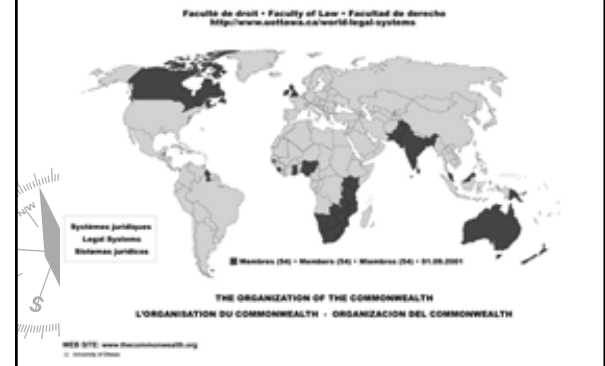 Faculté de droit • Faculty of Law • Facultad de derecho
http://www.uottawa.ca/world-legal-systems
NW
S
Systèmes juridiques
Legal Systems
Sistemas jurídicos
Membres (54) • Members (54) • Miembros (54) • 01.09.2001
THE ORGANIZATION OF THE COMMONWEALTH
L'ORGANISATION DU COMMONWEALTH - ORGANIZACION DEL COMMONWEALTH
WEB SITE: www.thecommonwealth.org
University of Ottawa